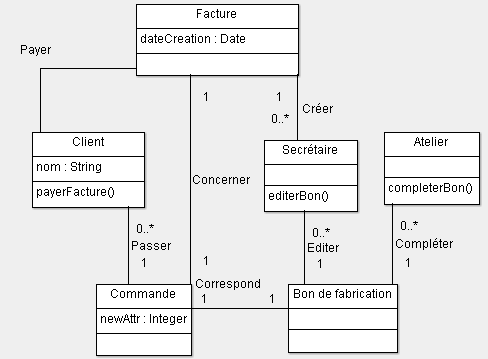 Facture
dateCreation : Date
Payer
1
1
Créer
0..*
Client
nom : String
payerFacture()
Secrétaire
editerBon()
Atelier
completerBon()
Concerner
0..*
Passer
1
0..*
Editer
1
0..*
Compléter
1
1
Correspond
1
1
Commande
newAttr : Integer
Bon de fabrication